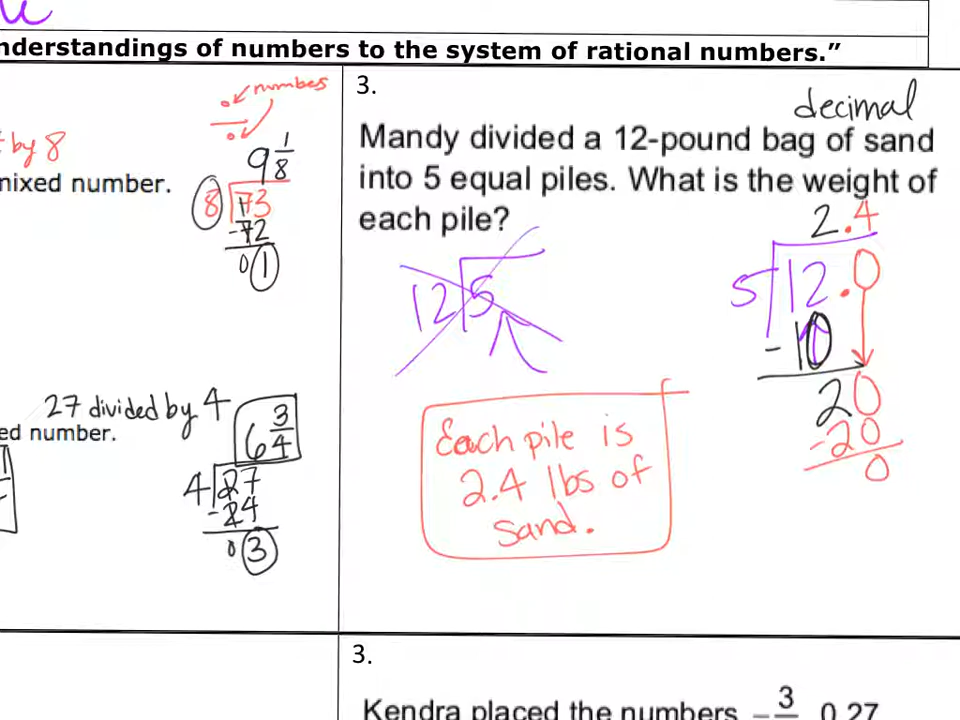 nderstandings of numbers to the system of rational numbers.”
numbers
by 8
nixed number.
9 1/8
8 73
-72
0 1
27 divided by 4
ed number.
6 3/4
4 27
-24
0 3
3.
decimal
Mandy divided a 12-pound bag of sand
into 5 equal piles. What is the weight of
each pile?
12 5
2.4
5 12.0
-10
20
-20
0
Each pile is
2.4 lbs of
sand.
3.
Kendra placed the numbers -3 0.27